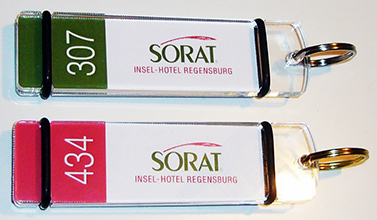 307
SORAT
INSEL-HOTEL REGENSBURG
434
SORAT
INSEL-HOTEL REGENSBURG